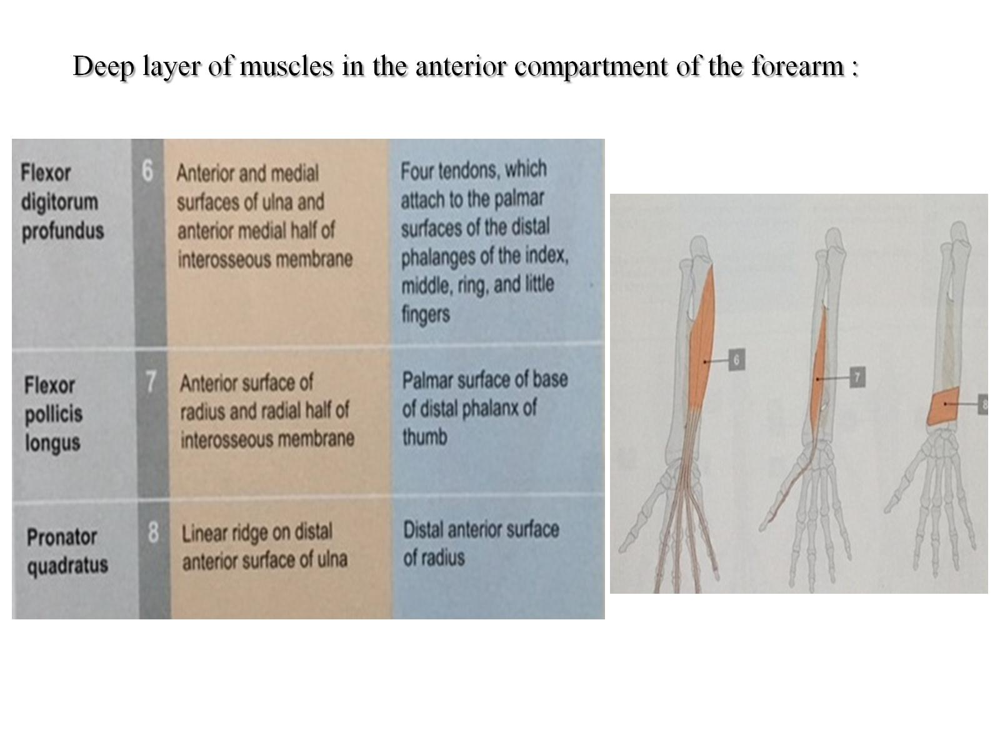 Deep layer of muscles in the anterior compartment of the forearm :
Flexor
digitorum
profundus
6
Anterior and medial
surfaces of ulna and
anterior medial half of
interosseous membrane
Four tendons, which
attach to the palmar
surfaces of the distal
phalanges of the index,
middle, ring, and little
fingers
Flexor
pollicis
longus
7
Anterior surface of
radius and radial half of
interosseous membrane
Palmar surface of base
of distal phalanx of
thumb
Pronator
quadratus
8
Linear ridge on distal
anterior surface of ulna
Distal anterior surface
of radius
6
7
8